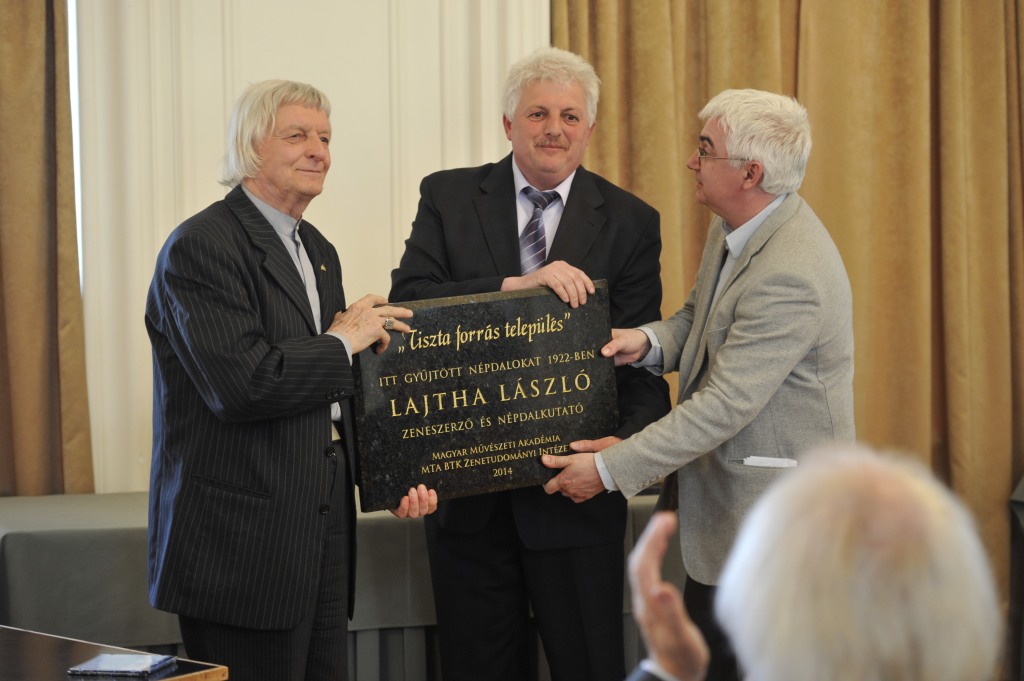 „Tiszta forrás település”
ITT GYŰJTÖTT NÉPDALOKAT 1922-BEN
LAJTHA LÁSZLÓ
ZENESZERZŐ ÉS NÉPDALKUTATÓ
MAGYAR MŰVÉSZETI AKADÉMIA
MTA BTK ZENETUDOMÁNYI INTÉZE
2014